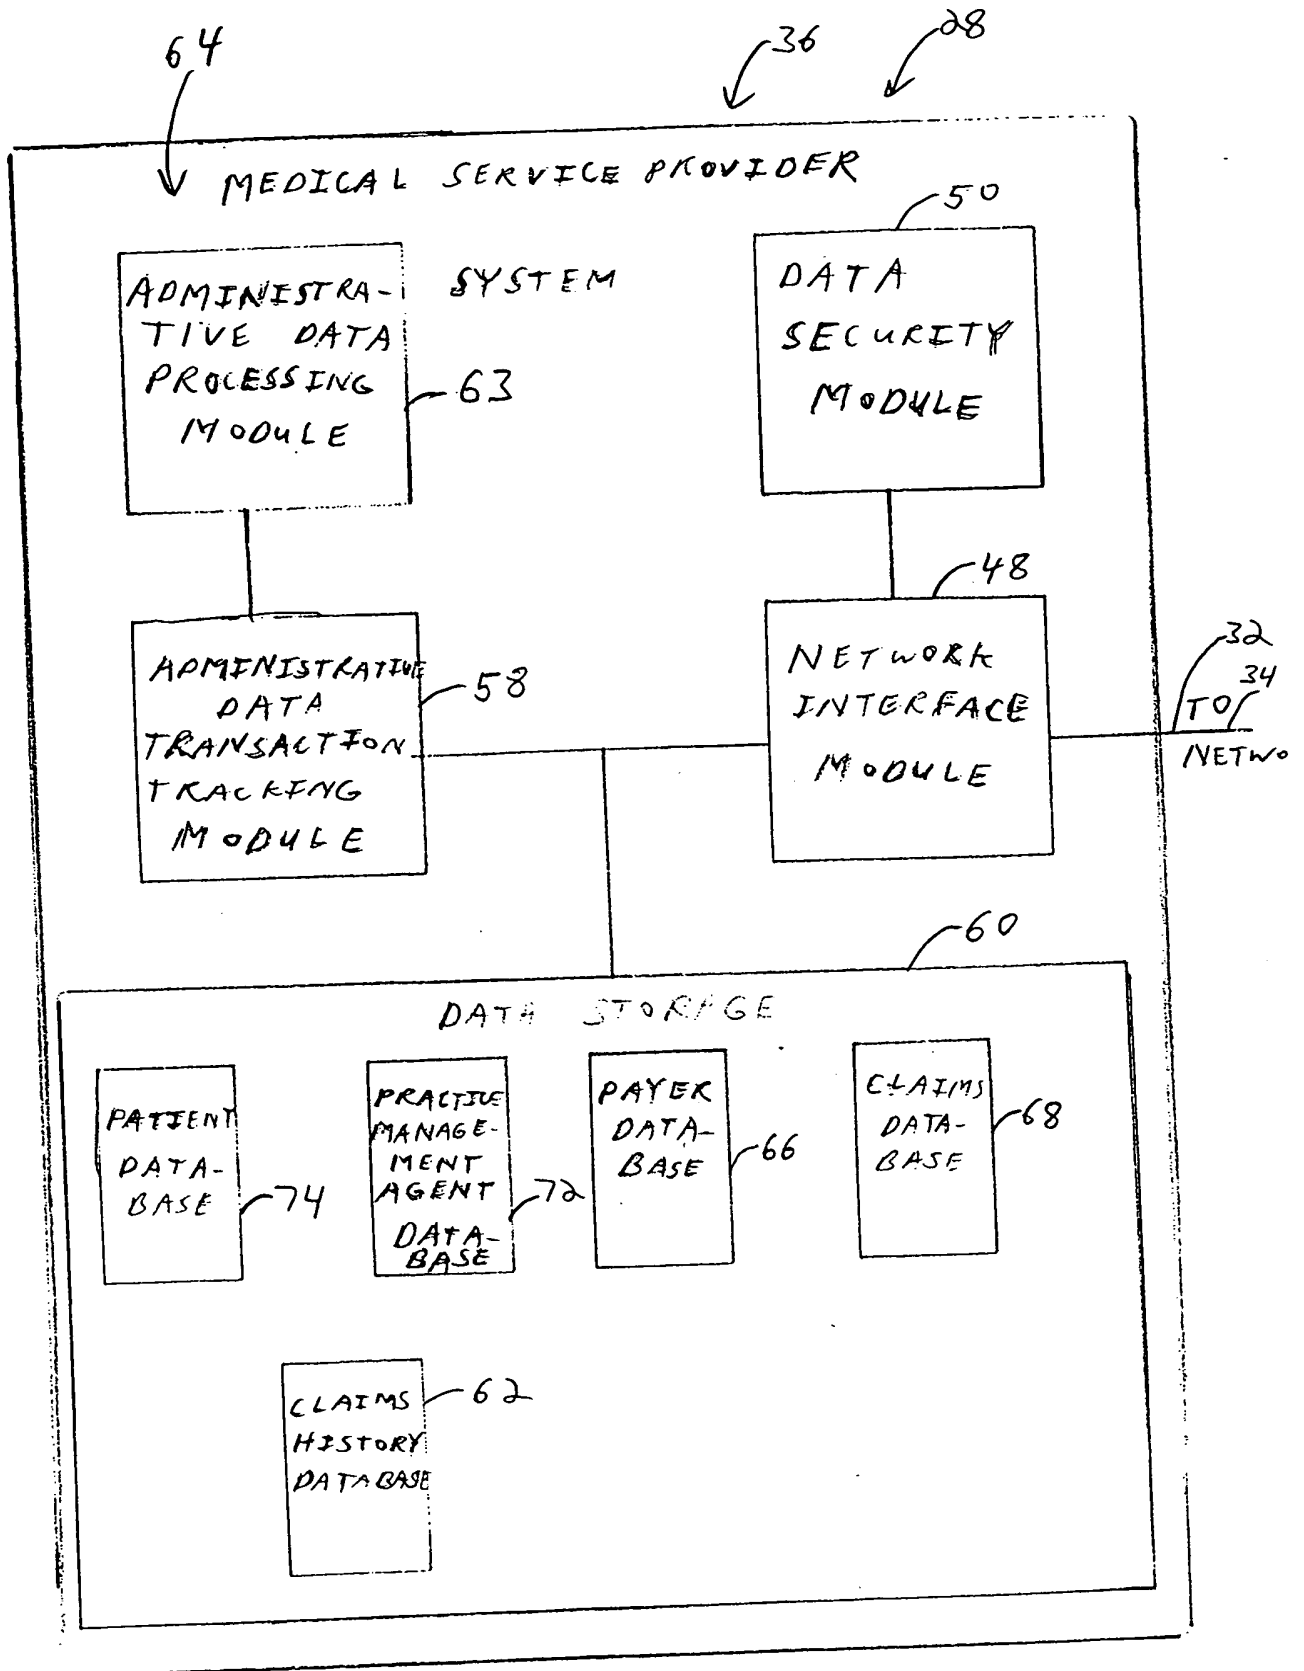 64
36
28
MEDICAL SERVICE PROVIDER
SYSTEM
ADMINISTRA-
TIVE DATA
PROCESSING
MODULE
63
50
DATA
SECURITY
MODULE
48
NETWORK
INTERFACE
MODULE
ADMINISTRATIVE
DATA
TRANSACTION
TRACKING
MODULE
58
32
34
TO
NETWO
60
DATA STORAGE
PATIENT
DATA-
BASE
74
PRACTICE
MANAGE-
MENT
AGENT
DATA-
BASE
72
PAYER
DATA-
BASE
66
CLAIMS
DATA-
BASE
68
CLAIMS
HISTORY
DATABASE
62